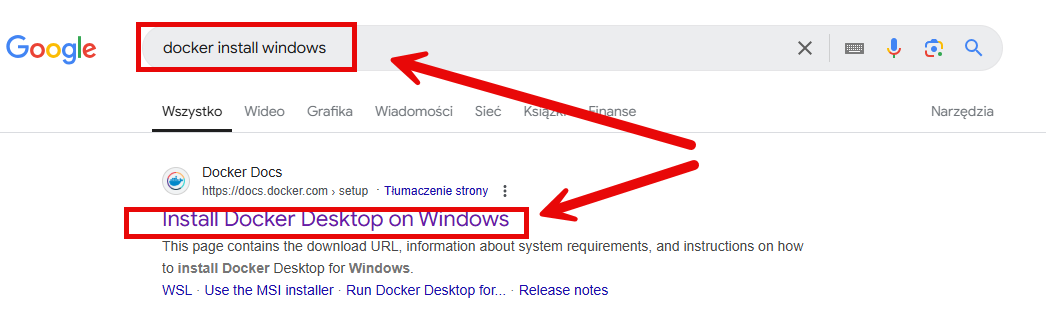 Google
docker install windows
Wszystko Wideo Grafika Wiadomości Sieć Książki Finanse Narzędzia
Docker Docs
https://docs.docker.com › setup · Tłumaczenie strony
Install Docker Desktop on Windows
This page contains the download URL, information about system requirements, and instructions on how
to install Docker Desktop for Windows.
WSL · Use the MSI installer · Run Docker Desktop for... · Release notes